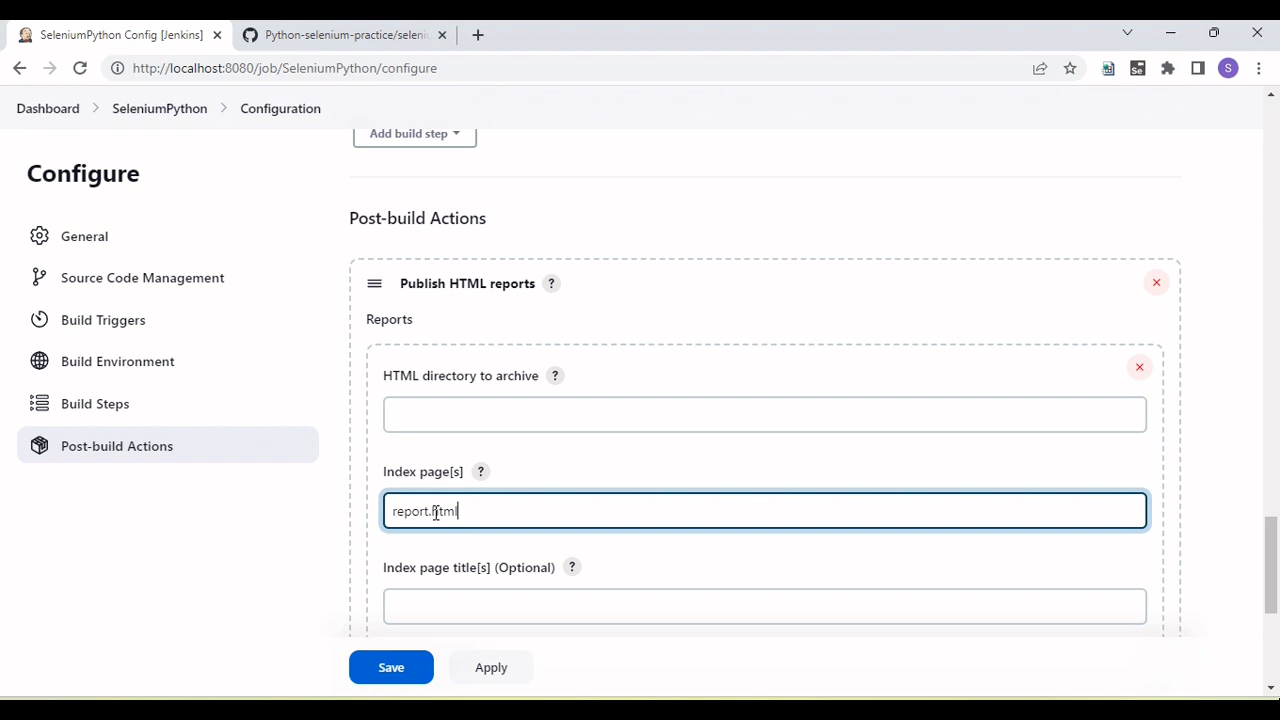 SeleniumPython Config [Jenkins]
Python-selenium-practice/seleni
http://localhost:8080/job/SeleniumPython/configure
S
Dashboard > SeleniumPython > Configuration
Configure
General
Source Code Management
Build Triggers
Build Environment
Build Steps
Post-build Actions
Add build step
Post-build Actions
Publish HTML reports ?
Reports
HTML directory to archive ?
Index page[s] ?
report.html
Index page title[s] (Optional) ?
Save
Apply